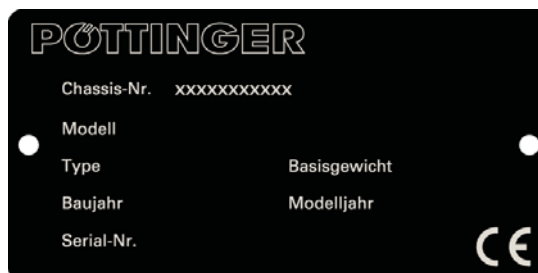 PÖTTINGER
Chassis-Nr. xxxxxxxxxxx
Modell
Type Basisgewicht
Baujahr Modelljahr
Serial-Nr.
CE